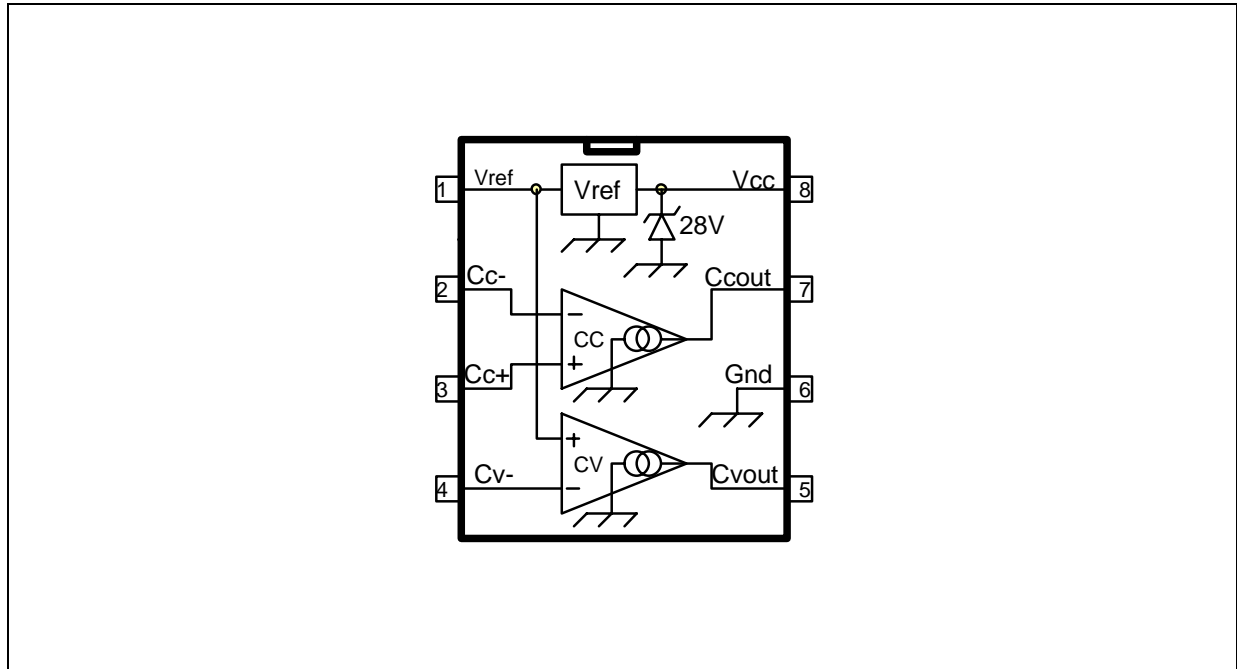 1 Vref Vref Vcc 8
28V
2 Cc- Ccout 7
− CC +
3 Cc+ Gnd 6
+ CV −
4 Cv- Cvout 5